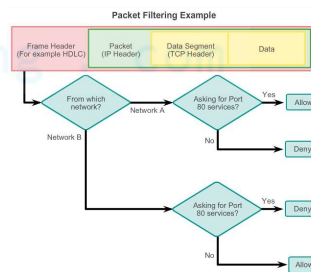 Packet Filtering Example
Frame Header
(For example HDLC)
Packet
(IP Header)
Data Segment
(TCP Header)
Data
From which
network?
Network A
Asking for Port
80 services?
Yes
Allow
No
Deny
Network B
Asking for Port
80 services?
Yes
Deny
No
Allow